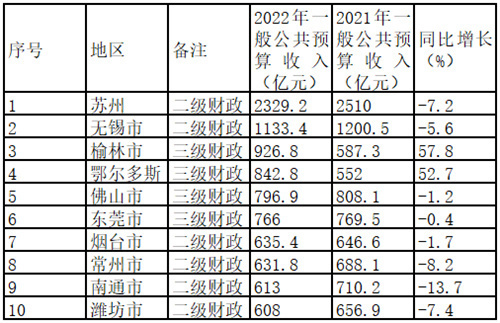 序号 地区 备注 2022年一般公共预算收入（亿元） 2021年一般公共预算收入（亿元） 同比增长（%）
1 苏州 二级财政 2329.2 2510 -7.2
2 无锡市 二级财政 1133.4 1200.5 -5.6
3 榆林市 三级财政 926.8 587.3 57.8
4 鄂尔多斯 三级财政 842.8 552 52.7
5 佛山市 三级财政 796.9 808.1 -1.2
6 东莞市 三级财政 766 769.5 -0.4
7 烟台市 二级财政 635.4 646.6 -1.7
8 常州市 二级财政 631.8 688.1 -8.2
9 南通市 二级财政 613 710.2 -13.7
10 潍坊市 二级财政 608 656.9 -7.4